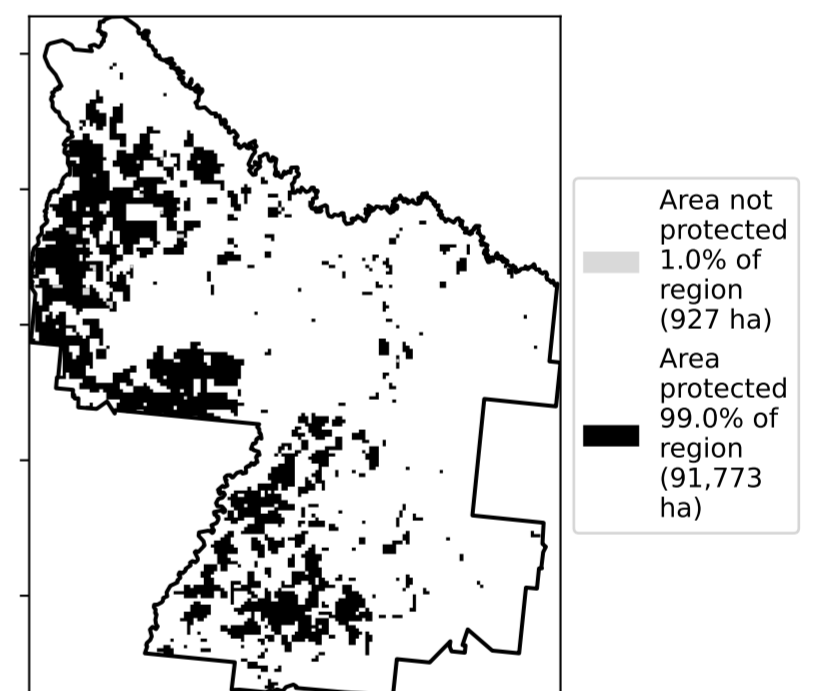 Area not
protected
1.0% of
region
(927 ha)
Area
protected
99.0% of
region
(91,773
ha)